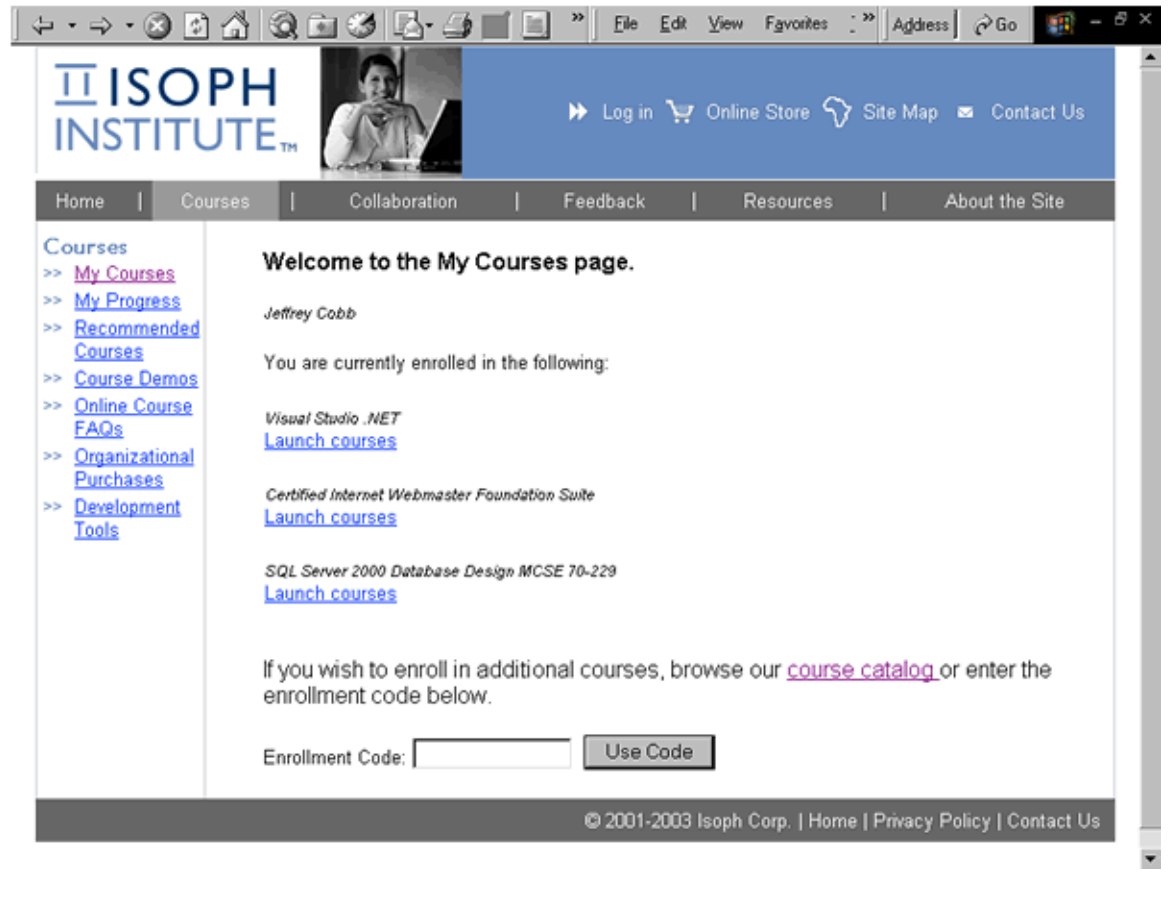 » File Edit View Favorites » Address Go
ISOPH
INSTITUTE™
Log in Online Store Site Map Contact Us
Home | Courses | Collaboration | Feedback | Resources | About the Site
Courses
>> My Courses
>> My Progress
>> Recommended
Courses
>> Course Demos
>> Online Course
FAQs
>> Organizational
Purchases
>> Development
Tools
Welcome to the My Courses page.
Jeffrey Cobb
You are currently enrolled in the following:
Visual Studio .NET
Launch courses
Certified Internet Webmaster Foundation Suite
Launch courses
SQL Server 2000 Database Design MCSE 70-229
Launch courses
If you wish to enroll in additional courses, browse our course catalog or enter the
enrollment code below.
Enrollment Code: Use Code
© 2001-2003 Isoph Corp. | Home | Privacy Policy | Contact Us